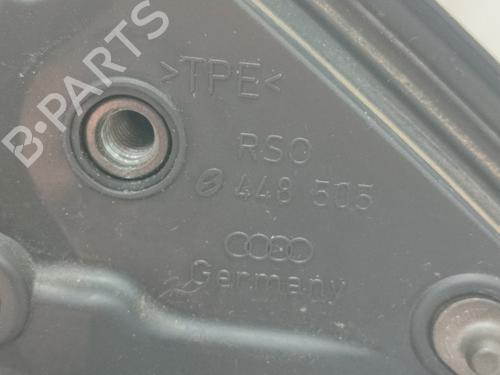 B-PARTS
>TPE<
RSO
448 505
Germany